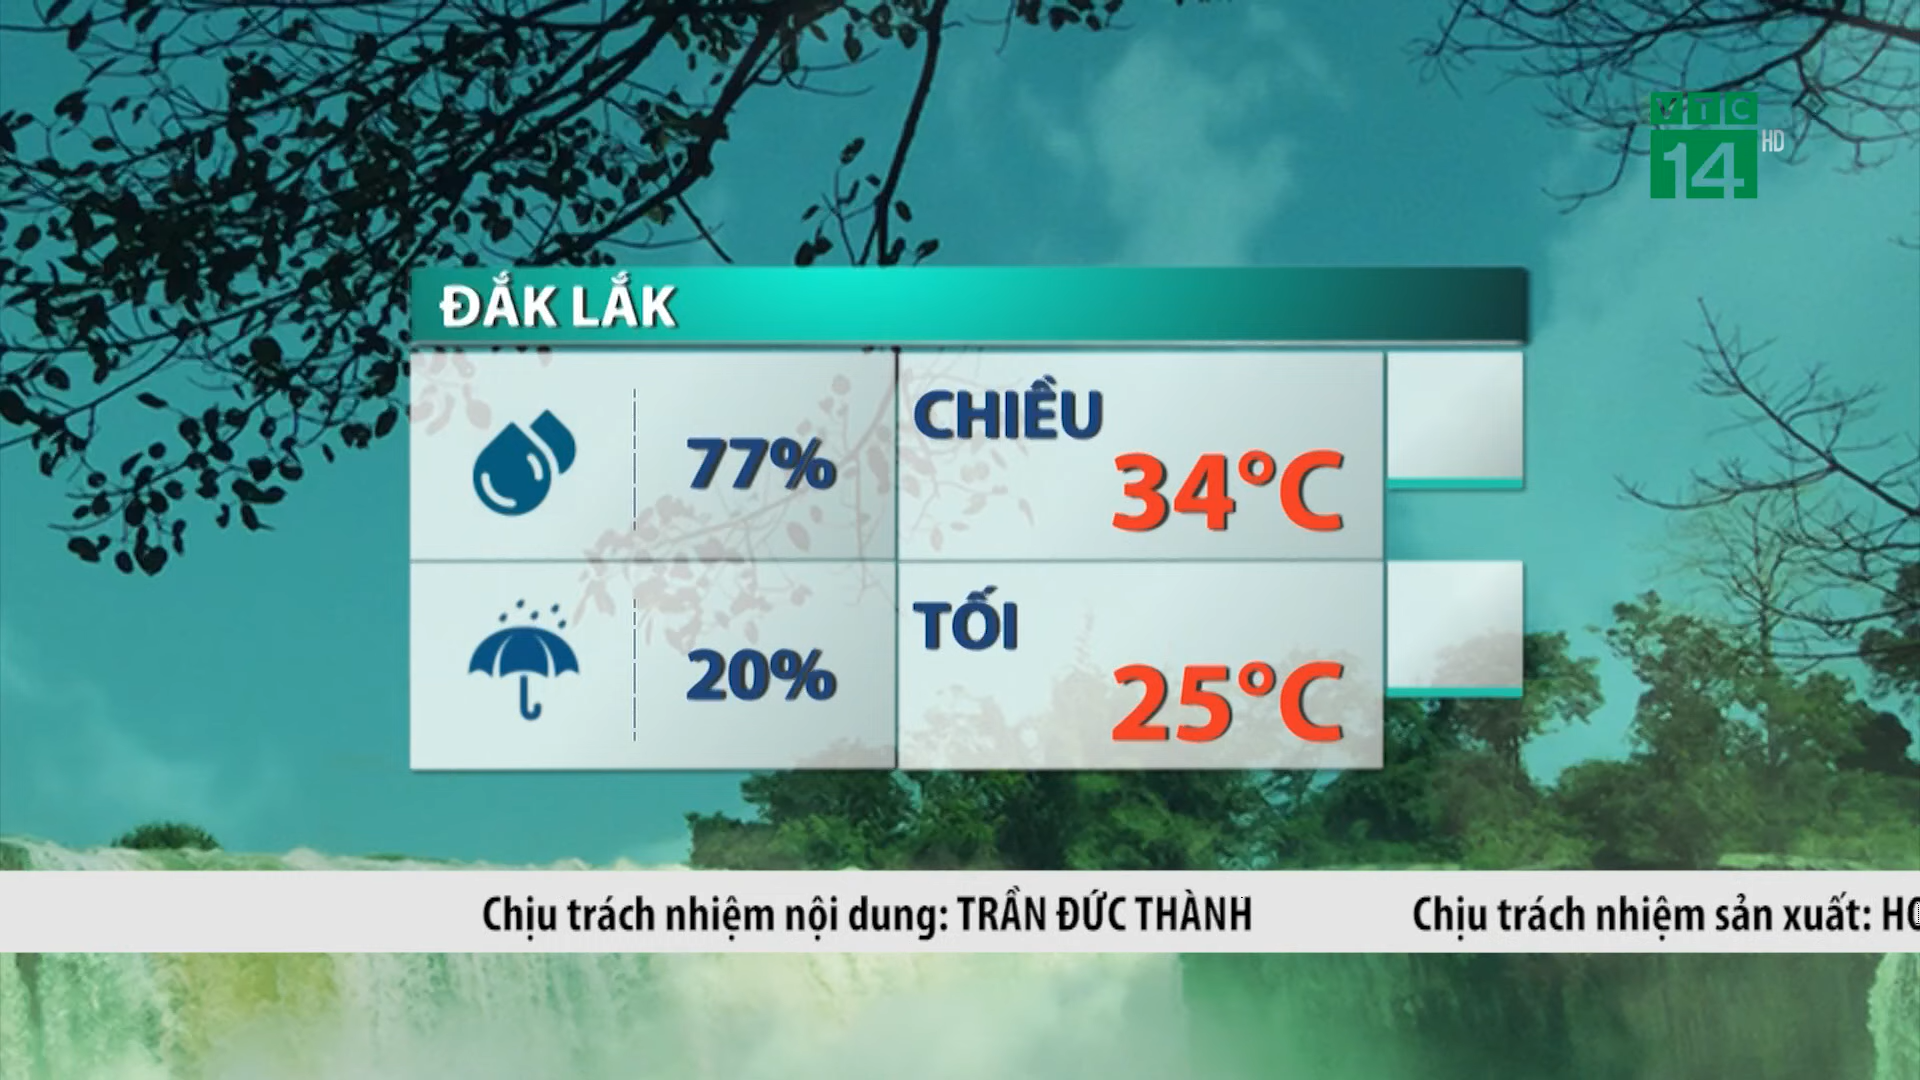 VTC
14 HD
ĐẮK LẮK
77%
CHIỀU
34°C
20%
TỐI
25°C
Chịu trách nhiệm nội dung: TRẦN ĐỨC THÀNH
Chịu trách nhiệm sản xuất: